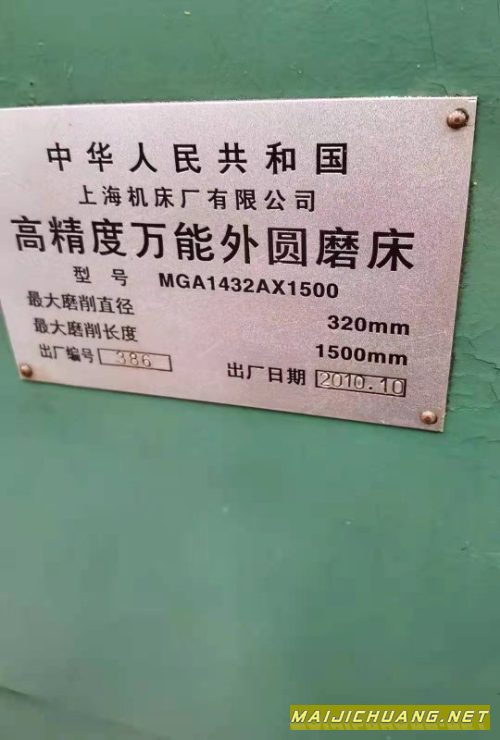 中华人民共和国
上海机床厂有限公司
高精度万能外圆磨床
型号 MGA1432AX1500
最大磨削直径 320mm
最大磨削长度 1500mm
出厂编号 386 出厂日期 2010.10
MAIJICHUANG.NET